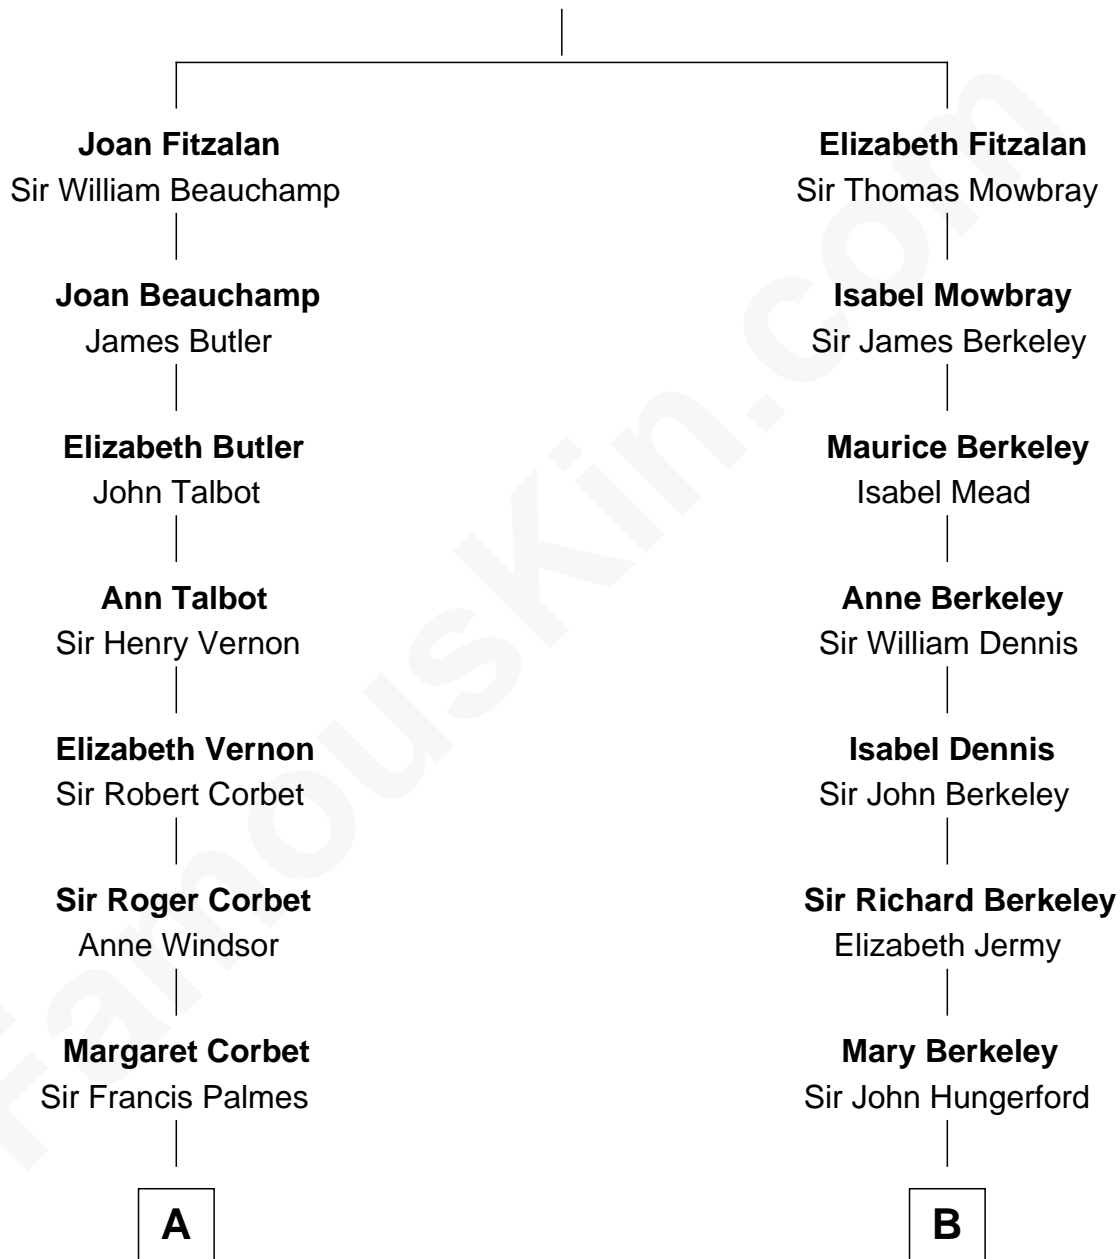 Joan Fitzalan
Sir William Beauchamp
Elizabeth Fitzalan
Sir Thomas Mowbray
Joan Beauchamp
James Butler
Isabel Mowbray
Sir James Berkeley
Elizabeth Butler
John Talbot
Maurice Berkeley
Isabel Mead
Ann Talbot
Sir Henry Vernon
Anne Berkeley
Sir William Dennis
Elizabeth Vernon
Sir Robert Corbet
Isabel Dennis
Sir John Berkeley
Sir Roger Corbet
Anne Windsor
Sir Richard Berkeley
Elizabeth Jermy
Margaret Corbet
Sir Francis Palmes
Mary Berkeley
Sir John Hungerford
A
B
FamousKin.com